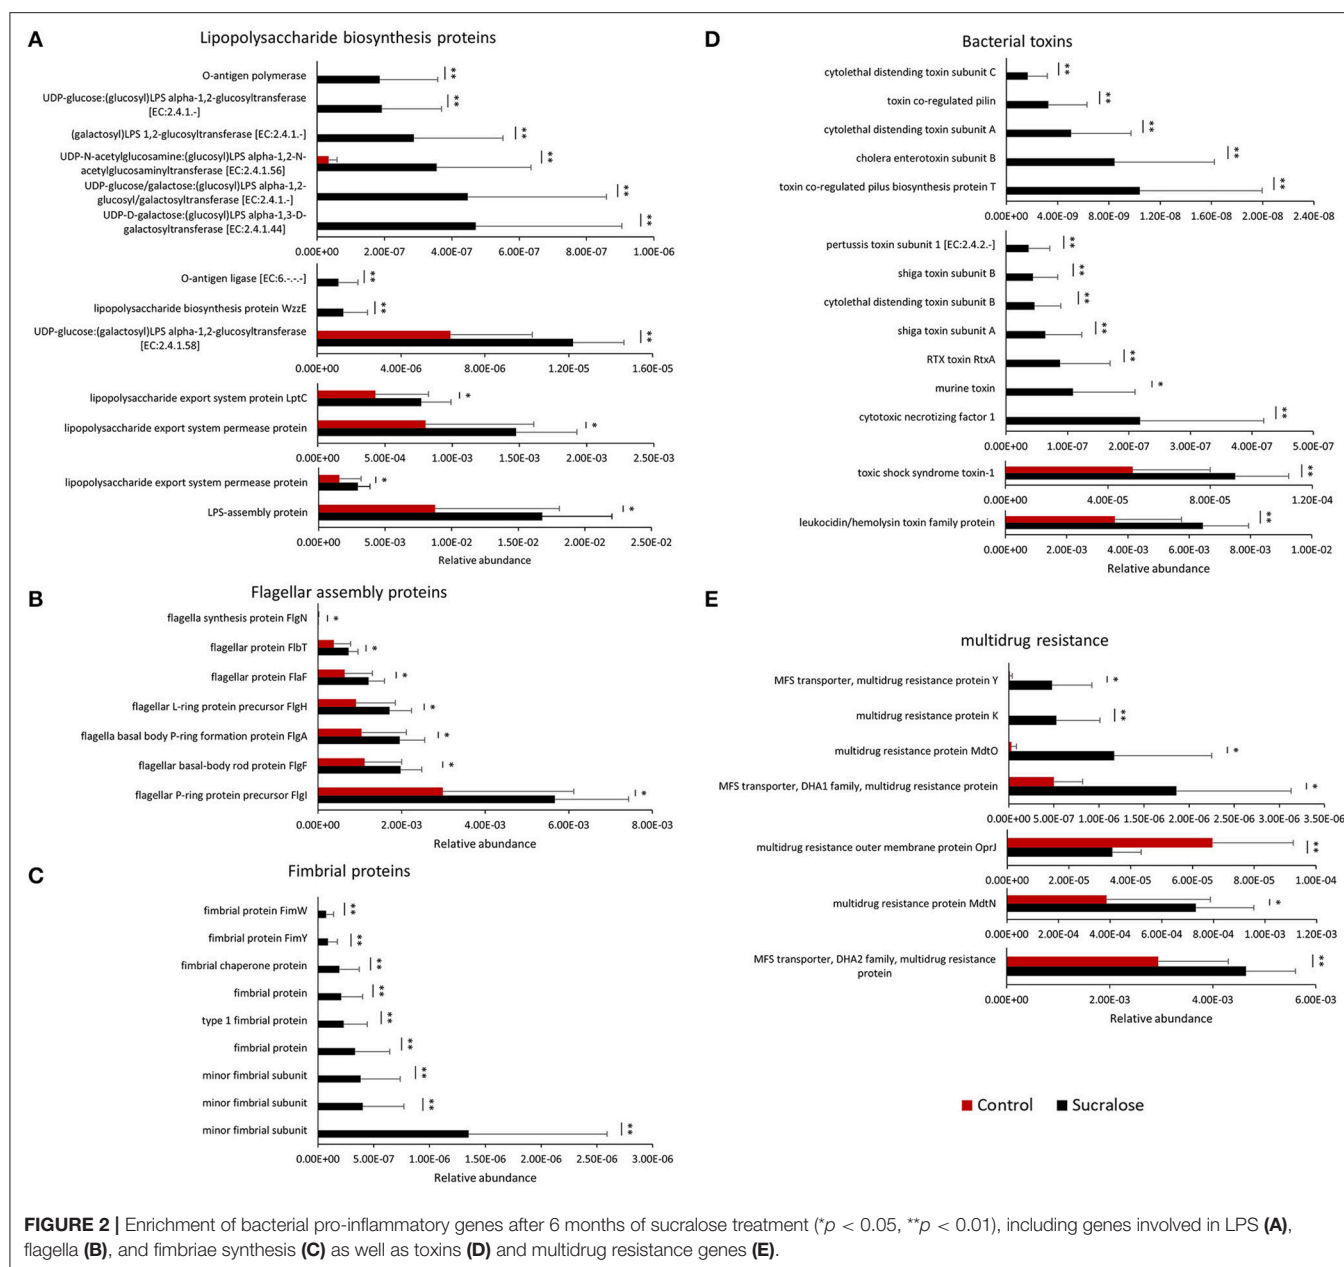 A
Lipopolysaccharide biosynthesis proteins
O-antigen polymerase
**
UDP-glucose:(glucosyl)LPS alpha-1,2-glucosyltransferase
[EC:2.4.1.-]
**
(galactosyl)LPS 1,2-glucosyltransferase [EC:2.4.1.-]
**
UDP-N-acetylglucosamine:(glucosyl)LPS alpha-1,2-N-
acetylglucosaminyltransferase [EC:2.4.1.56]
**
UDP-glucose/galactose:(glucosyl)LPS alpha-1,2-
glucosyl/galactosyltransferase [EC:2.4.1.-]
**
UDP-D-galactose:(glucosyl)LPS alpha-1,3-D-
galactosyltransferase [EC:2.4.1.44]
**
0.00E+00 2.00E-07 4.00E-07 6.00E-07 8.00E-07 1.00E-06
O-antigen ligase [EC:6.-.-.-]
**
lipopolysaccharide biosynthesis protein WzzE
**
UDP-glucose:(galactosyl)LPS alpha-1,2-glucosyltransferase
[EC:2.4.1.58]
**
0.00E+00 4.00E-06 8.00E-06 1.20E-05 1.60E-05
lipopolysaccharide export system protein LptC
*
lipopolysaccharide export system permease protein
*
0.00E+00 5.00E-04 1.00E-03 1.50E-03 2.00E-03 2.50E-03
lipopolysaccharide export system permease protein
*
LPS-assembly protein
*
0.00E+00 5.00E-03 1.00E-02 1.50E-02 2.00E-02 2.50E-02
Relative abundance
B
Flagellar assembly proteins
flagella synthesis protein FlgN
*
flagellar protein FlbT
*
flagellar protein FlaF
*
flagellar L-ring protein precursor FlgH
*
flagella basal body P-ring formation protein FlgA
*
flagellar basal-body rod protein FlgF
*
flagellar P-ring protein precursor FlgI
*
0.00E+00 2.00E-03 4.00E-03 6.00E-03 8.00E-03
Relative abundance
C
Fimbrial proteins
fimbrial protein FimW
**
fimbrial protein FimY
**
fimbrial chaperone protein
**
fimbrial protein
**
type 1 fimbrial protein
**
fimbrial protein
**
minor fimbrial subunit
**
minor fimbrial subunit
**
minor fimbrial subunit
**
0.00E+00 5.00E-07 1.00E-06 1.50E-06 2.00E-06 2.50E-06 3.00E-06
Relative abundance
D
Bacterial toxins
cytolethal distending toxin subunit C
**
toxin co-regulated pilin
**
cytolethal distending toxin subunit A
**
cholera enterotoxin subunit B
**
toxin co-regulated pilus biosynthesis protein T
**
0.00E+00 4.00E-09 8.00E-09 1.20E-08 1.60E-08 2.00E-08 2.40E-08
pertussis toxin subunit 1 [EC:2.4.2.-]
**
shiga toxin subunit B
**
cytolethal distending toxin subunit B
**
shiga toxin subunit A
**
RTX toxin RtxA
**
murine toxin
*
cytotoxic necrotizing factor 1
**
0.00E+00 1.00E-07 2.00E-07 3.00E-07 4.00E-07 5.00E-07
toxic shock syndrome toxin-1
**
0.00E+00 4.00E-05 8.00E-05 1.20E-04
leukocidin/hemolysin toxin family protein
**
0.00E+00 2.00E-03 4.00E-03 6.00E-03 8.00E-03 1.00E-02
Relative abundance
E
multidrug resistance
MFS transporter, multidrug resistance protein Y
*
multidrug resistance protein K
**
multidrug resistance protein MdtO
*
MFS transporter, DHA1 family, multidrug resistance protein
*
0.00E+00 5.00E-07 1.00E-06 1.50E-06 2.00E-06 2.50E-06 3.00E-06 3.50E-06
multidrug resistance outer membrane protein OprJ
**
0.00E+00 2.00E-05 4.00E-05 6.00E-05 8.00E-05 1.00E-04
multidrug resistance protein MdtN
*
0.00E+00 2.00E-04 4.00E-04 6.00E-04 8.00E-04 1.00E-03 1.20E-03
MFS transporter, DHA2 family, multidrug resistance
protein
**
0.00E+00 2.00E-03 4.00E-03 6.00E-03
Relative abundance
Control Sucralose
FIGURE 2 | Enrichment of bacterial pro-inflammatory genes after 6 months of sucralose treatment (*p < 0.05, **p < 0.01), including genes involved in LPS (A),
flagella (B), and fimbriae synthesis (C) as well as toxins (D) and multidrug resistance genes (E).